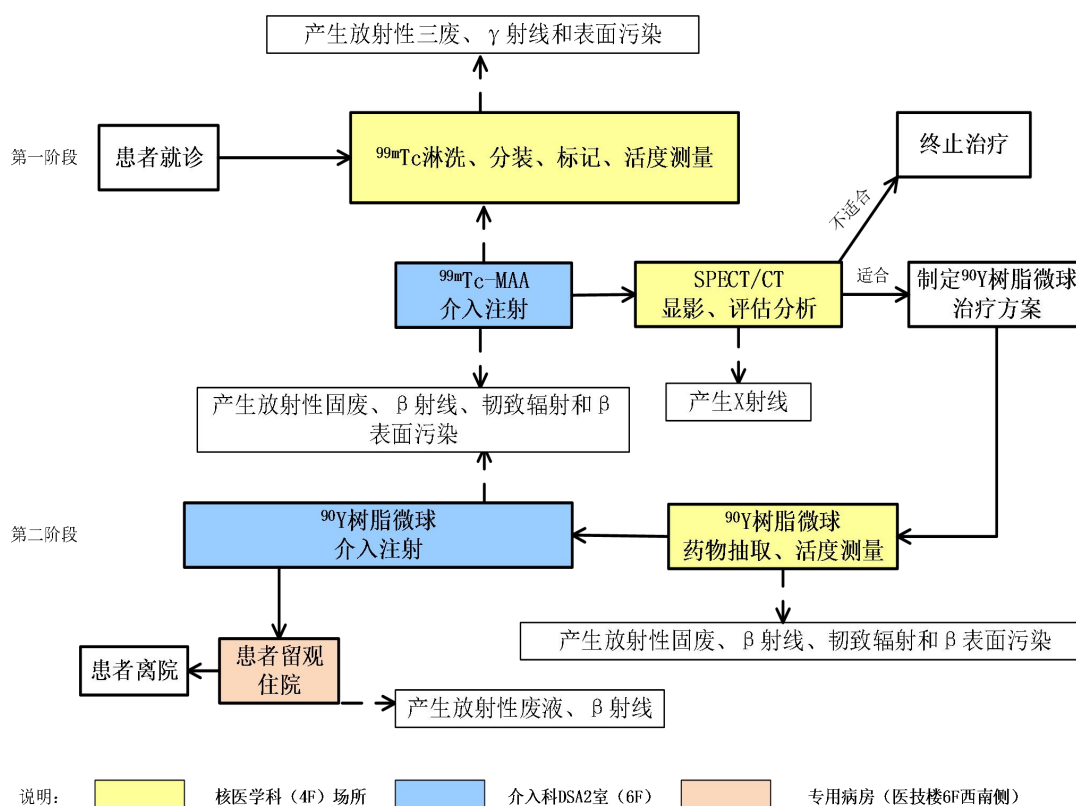 产生放射性三废、γ射线和表面污染
第一阶段
患者就诊
⁹⁹ᵐTc淋洗、分装、标记、活度测量
终止治疗
不适合
⁹⁹ᵐTc-MAA
介入注射
SPECT/CT
显影、评估分析
适合
制定⁹⁰Y树脂微球
治疗方案
产生放射性固废、β射线、韧致辐射和β
表面污染
产生X射线
第二阶段
⁹⁰Y树脂微球
介入注射
⁹⁰Y树脂微球
药物抽取、活度测量
产生放射性固废、β射线、韧致辐射和β表面污染
患者离院
患者留观
住院
产生放射性废液、β射线
说明:
核医学科（4F）场所
介入科DSA2室（6F）
专用病房（医技楼6F西南侧）